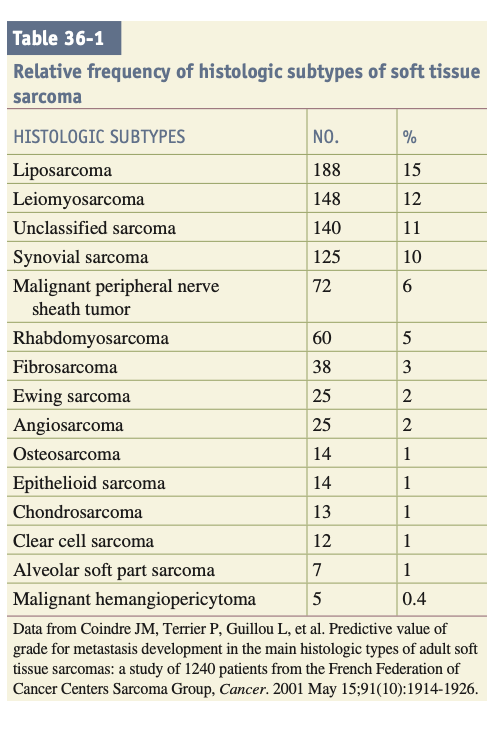 Table 36-1
Relative frequency of histologic subtypes of soft tissue
sarcoma
HISTOLOGIC SUBTYPES NO. %
Liposarcoma 188 15
Leiomyosarcoma 148 12
Unclassified sarcoma 140 11
Synovial sarcoma 125 10
Malignant peripheral nerve 72 6
sheath tumor
Rhabdomyosarcoma 60 5
Fibrosarcoma 38 3
Ewing sarcoma 25 2
Angiosarcoma 25 2
Osteosarcoma 14 1
Epithelioid sarcoma 14 1
Chondrosarcoma 13 1
Clear cell sarcoma 12 1
Alveolar soft part sarcoma 7 1
Malignant hemangiopericytoma 5 0.4
Data from Coindre JM, Terrier P, Guillou L, et al. Predictive value of
grade for metastasis development in the main histologic types of adult soft
tissue sarcomas: a study of 1240 patients from the French Federation of
Cancer Centers Sarcoma Group, Cancer. 2001 May 15;91(10):1914-1926.